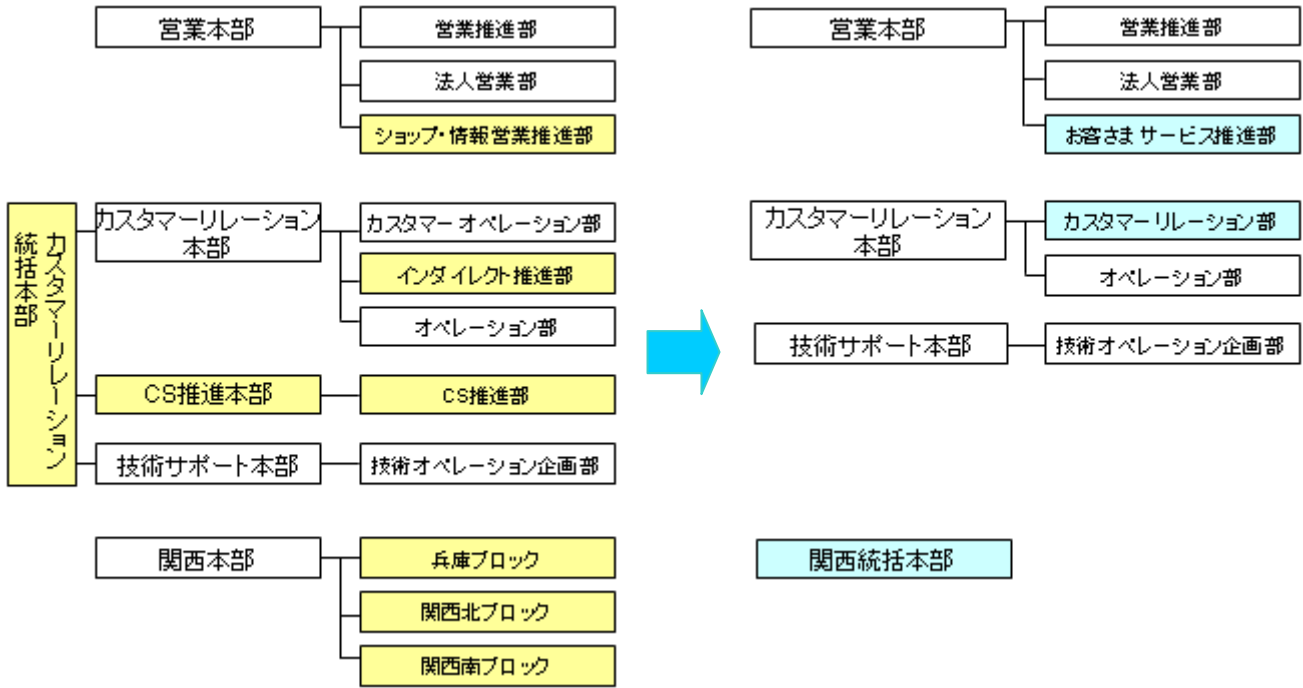 営業本部
営業推進部
法人営業部
ショップ・情報営業推進部
カスタマーリレーション
統括本部
カスタマーリレーション
本部
カスタマーオペレーション部
インダイレクト推進部
オペレーション部
CS推進本部
CS推進部
技術サポート本部
技術オペレーション企画部
関西本部
兵庫ブロック
関西北ブロック
関西南ブロック
営業本部
営業推進部
法人営業部
お客さまサービス推進部
カスタマーリレーション
本部
カスタマーリレーション部
オペレーション部
技術サポート本部
技術オペレーション企画部
関西統括本部